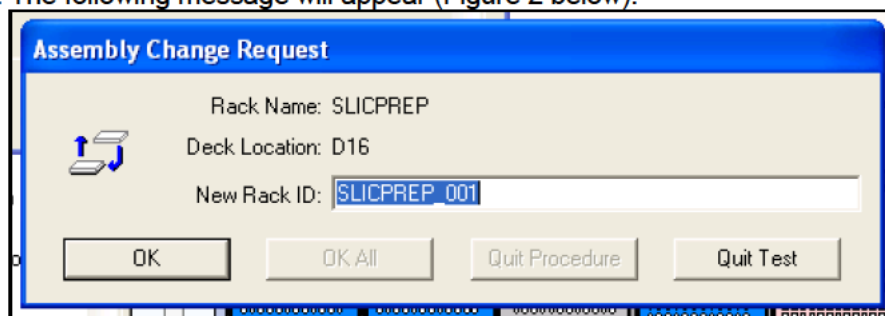 The following message will appear (Figure 2 below).
Assembly Change Request
Rack Name: SLICPREP
Deck Location: D16
New Rack ID: SLICPREP_001
OK
OK All
Quit Procedure
Quit Test